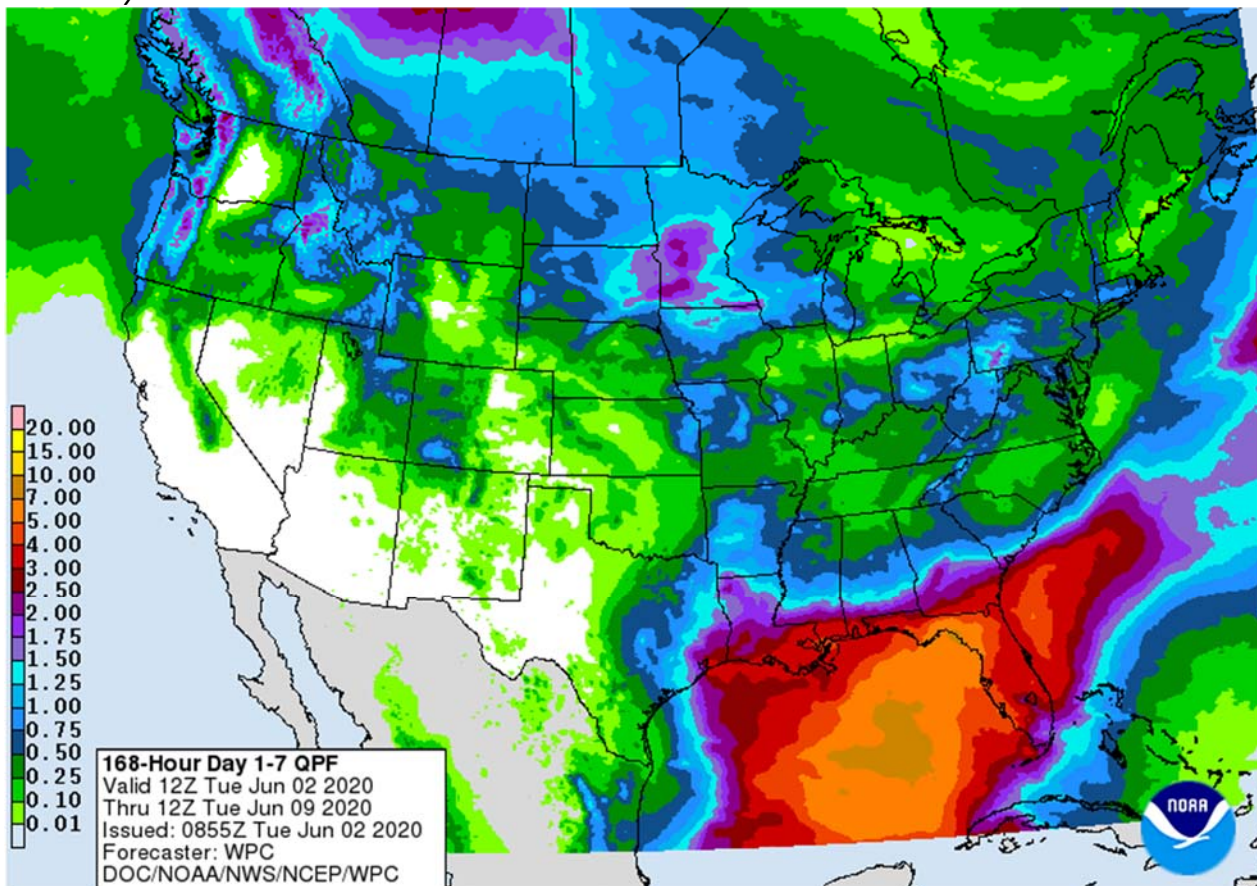 20.00
15.00
10.00
7.00
5.00
4.00
3.00
2.50
2.00
1.75
1.50
1.25
1.00
0.75
0.50
0.25
0.10
0.01
168-Hour Day 1-7 QPF
Valid 12Z Tue Jun 02 2020
Thru 12Z Tue Jun 09 2020
Issued: 0855Z Tue Jun 02 2020
Forecaster: WPC
DOC/NOAA/NWS/NCEP/WPC
NOAA